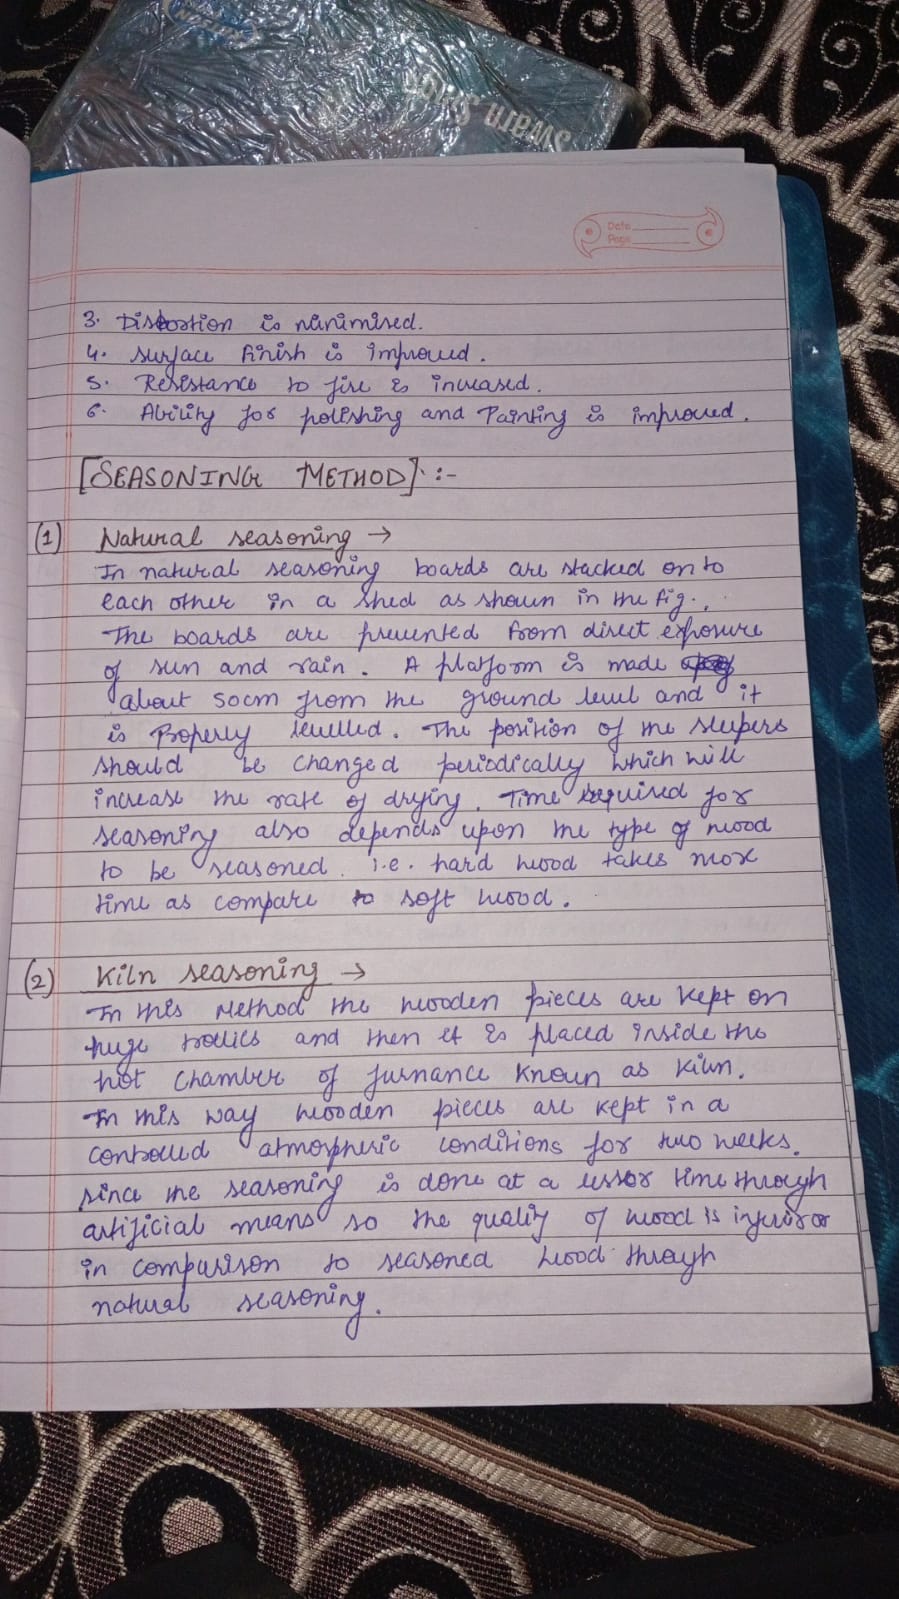 Swarn
Date
Page
3. Distortion is minimised.
4. Surface finish is improved.
5. Resistance to fire is increased.
6. Ability for polishing and Painting is improved.
[SEASONING METHOD] :-
(1) Natural seasoning →
In natural seasoning boards are stacked on to
each other in a shed as shown in the fig.
The boards are prevented from direct exposure
of sun and rain. A platform is made
about 50cm from the ground level and it
is Properly levelled. The position of the sleepers
should be changed periodically which will
increase the rate of drying. Time required for
seasoning also depends upon the type of wood
to be seasoned. i.e. hard wood takes more
time as compare to soft wood.
(2) Kiln seasoning →
In this Method the wooden pieces are kept on
huge trollies and then it is placed inside the
hot chamber of furnance known as kiln.
In this way wooden pieces are kept in a
controlled atmorpheric conditions for two weeks.
since the seasoning is done at a lessor time through
artificial means so the quality of wood is injerior
in comparison to seasoned wood through
natural seasoning.